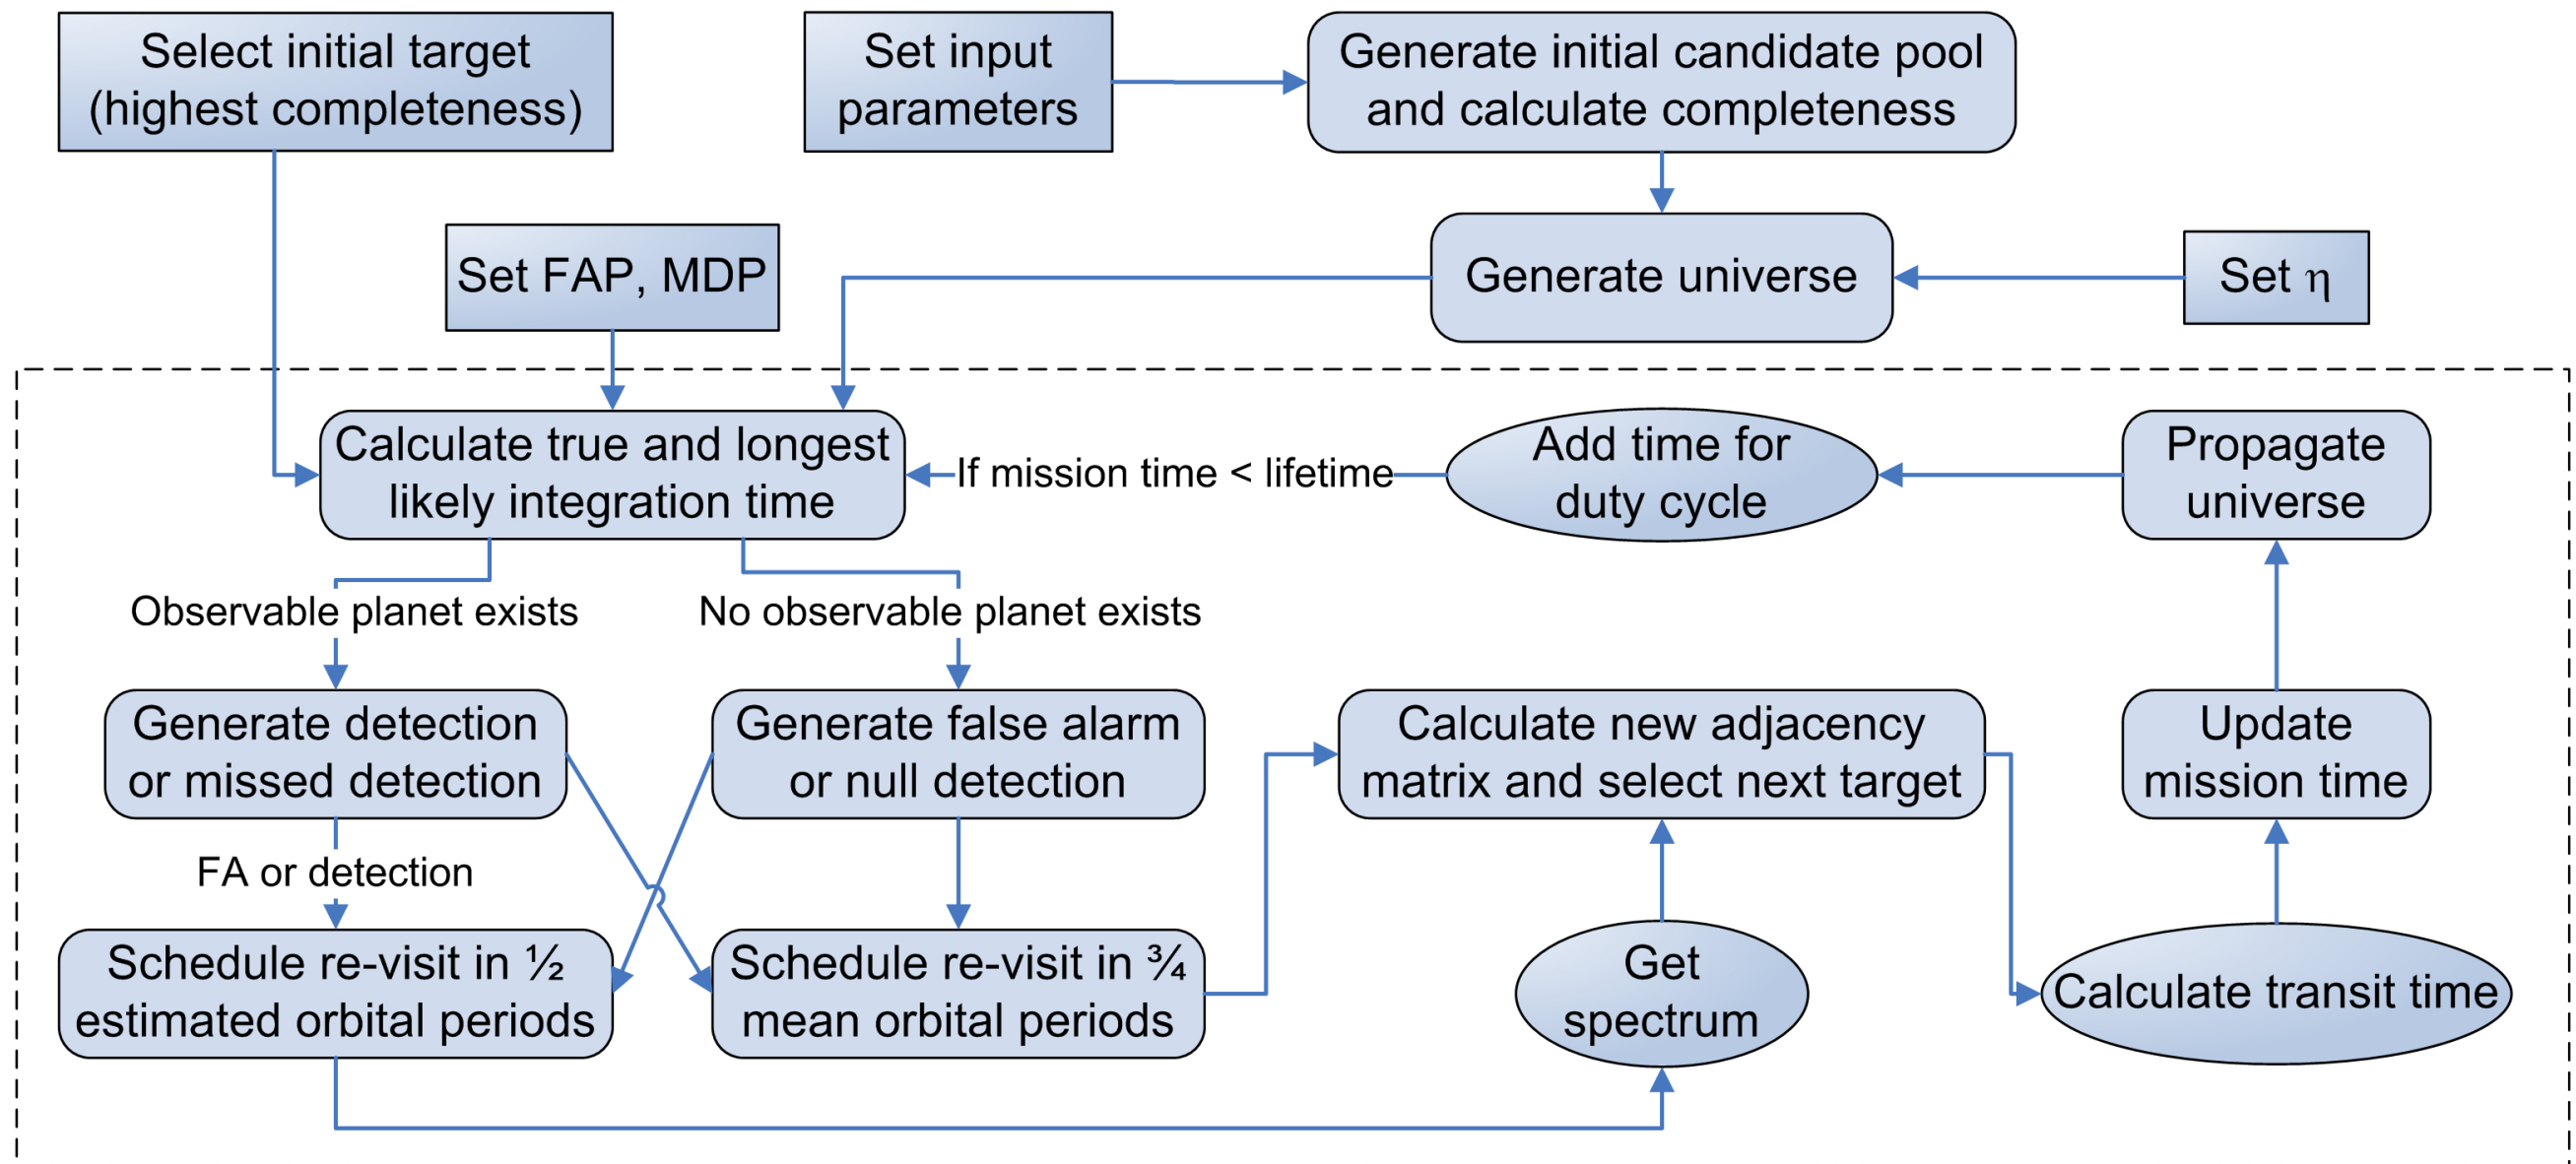 Select initial target
(highest completeness)
Set input
parameters
Generate initial candidate pool
and calculate completeness
Set FAP, MDP
Generate universe
Set η
Calculate true and longest
likely integration time
If mission time < lifetime
Add time for
duty cycle
Propagate
universe
Observable planet exists
No observable planet exists
Generate detection
or missed detection
Generate false alarm
or null detection
Calculate new adjacency
matrix and select next target
Update
mission time
FA or detection
Schedule re-visit in ½
estimated orbital periods
Schedule re-visit in ¾
mean orbital periods
Get
spectrum
Calculate transit time